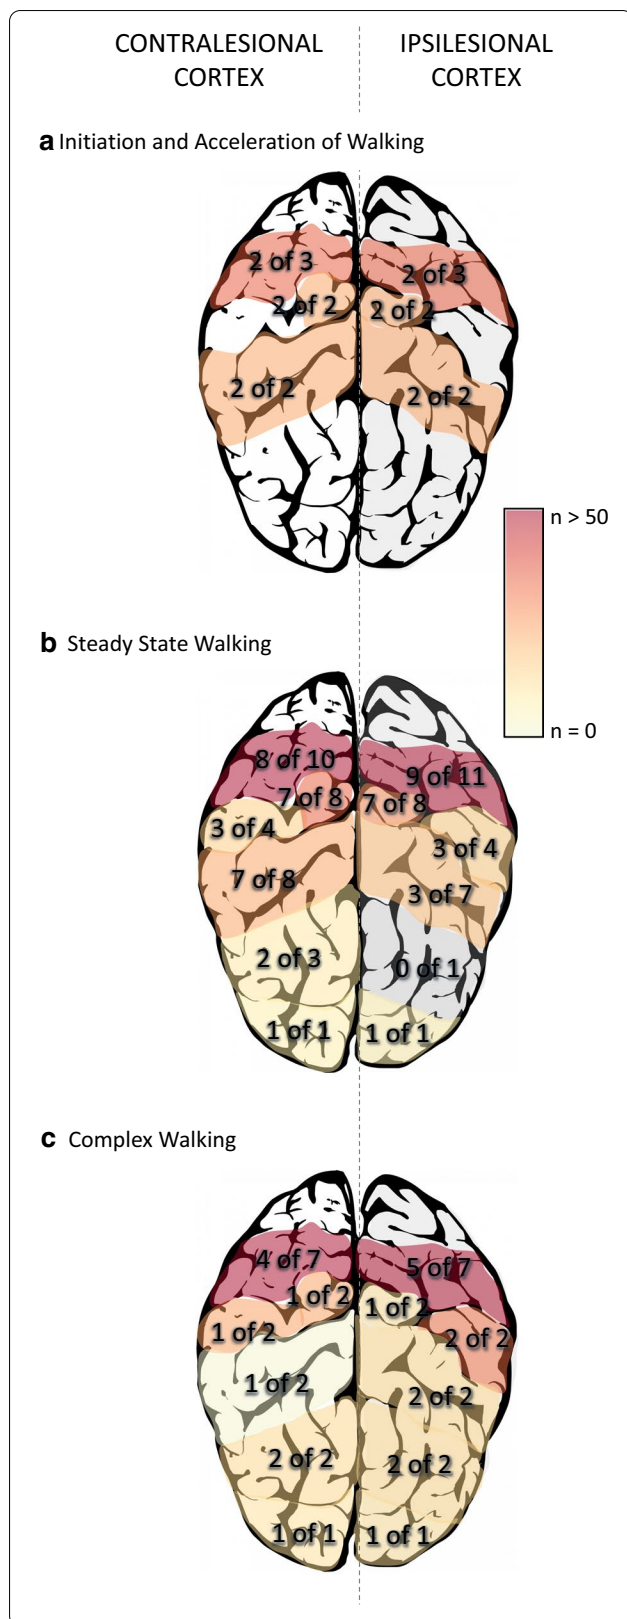 CONTRALESIONAL CORTEX
IPSILESIONAL CORTEX
a Initiation and Acceleration of Walking
2 of 3
2 of 3
2 of 2
2 of 2
2 of 2
2 of 2
n > 50
n = 0
b Steady State Walking
8 of 10
9 of 11
7 of 8
7 of 8
3 of 4
3 of 4
7 of 8
3 of 7
2 of 3
0 of 1
1 of 1
1 of 1
c Complex Walking
4 of 7
5 of 7
1 of 2
1 of 2
1 of 2
2 of 2
1 of 2
2 of 2
2 of 2
2 of 2
1 of 1
1 of 1